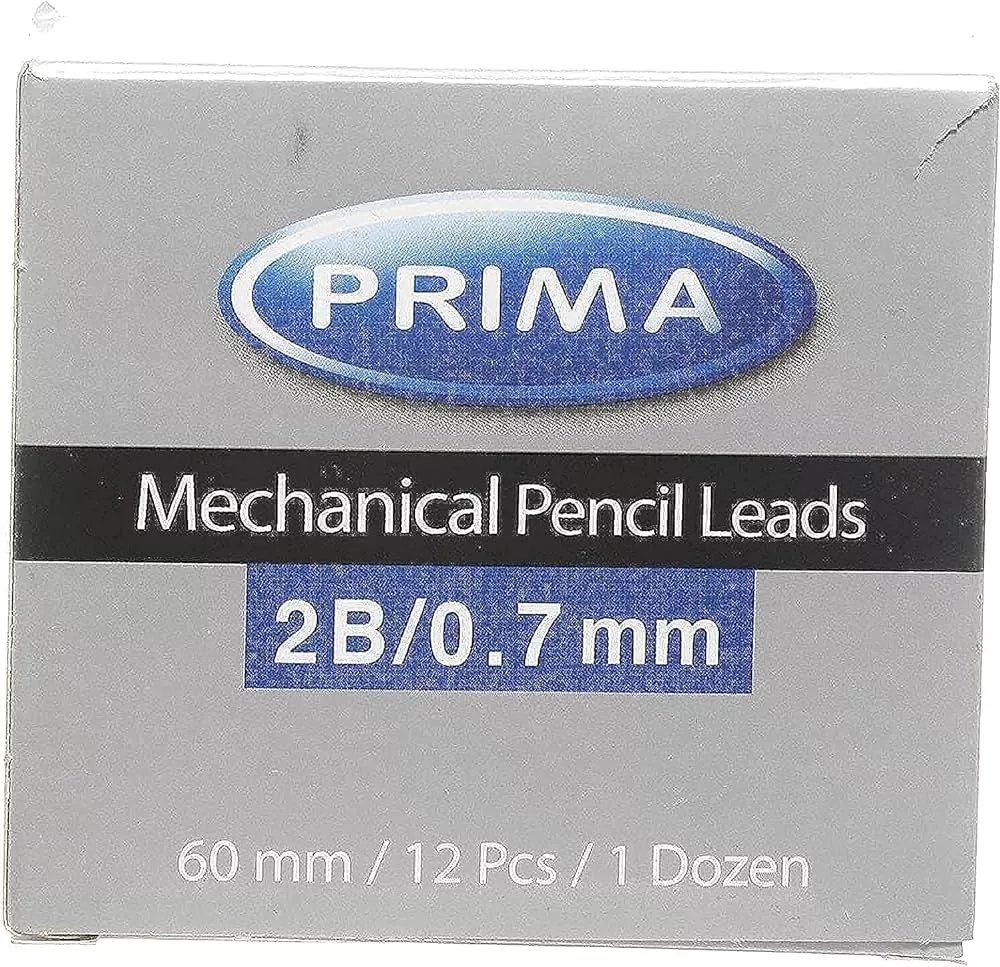 PRIMA
Mechanical Pencil Leads
2B/0.7 mm
60 mm / 12 Pcs / 1 Dozen